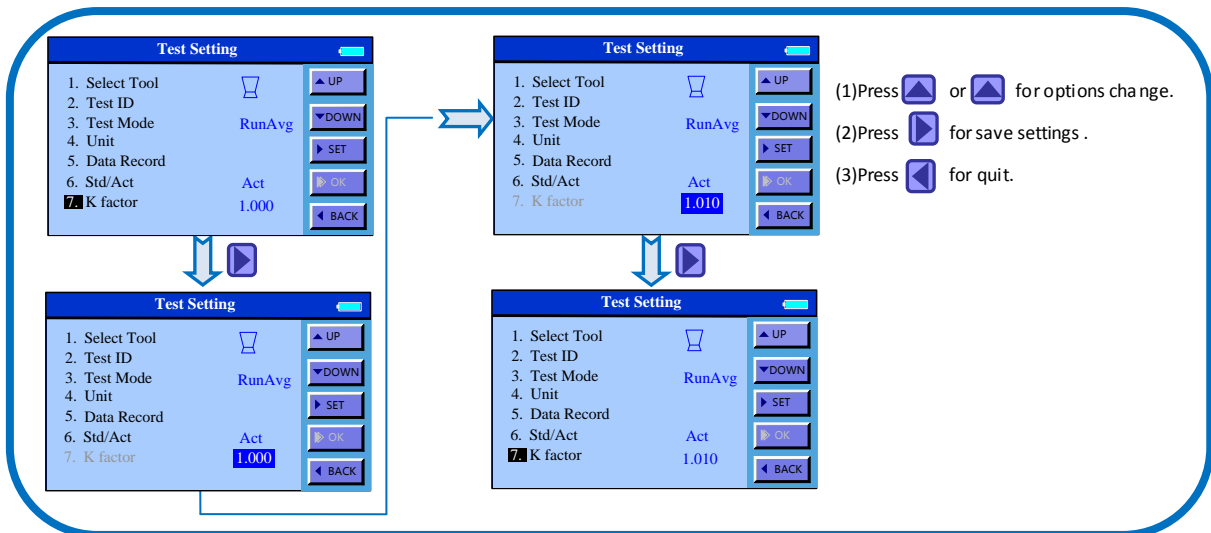 Test Setting
1. Select Tool
2. Test ID
3. Test Mode RunAvg
4. Unit
5. Data Record
6. Std/Act Act
7. K factor 1.000
UP
DOWN
SET
OK
BACK
Test Setting
1. Select Tool
2. Test ID
3. Test Mode RunAvg
4. Unit
5. Data Record
6. Std/Act Act
7. K factor 1.000
UP
DOWN
SET
OK
BACK
Test Setting
1. Select Tool
2. Test ID
3. Test Mode RunAvg
4. Unit
5. Data Record
6. Std/Act Act
7. K factor 1.010
UP
DOWN
SET
OK
BACK
Test Setting
1. Select Tool
2. Test ID
3. Test Mode RunAvg
4. Unit
5. Data Record
6. Std/Act Act
7. K factor 1.010
UP
DOWN
SET
OK
BACK
(1)Press or for options change.
(2)Press for save settings .
(3)Press for quit.